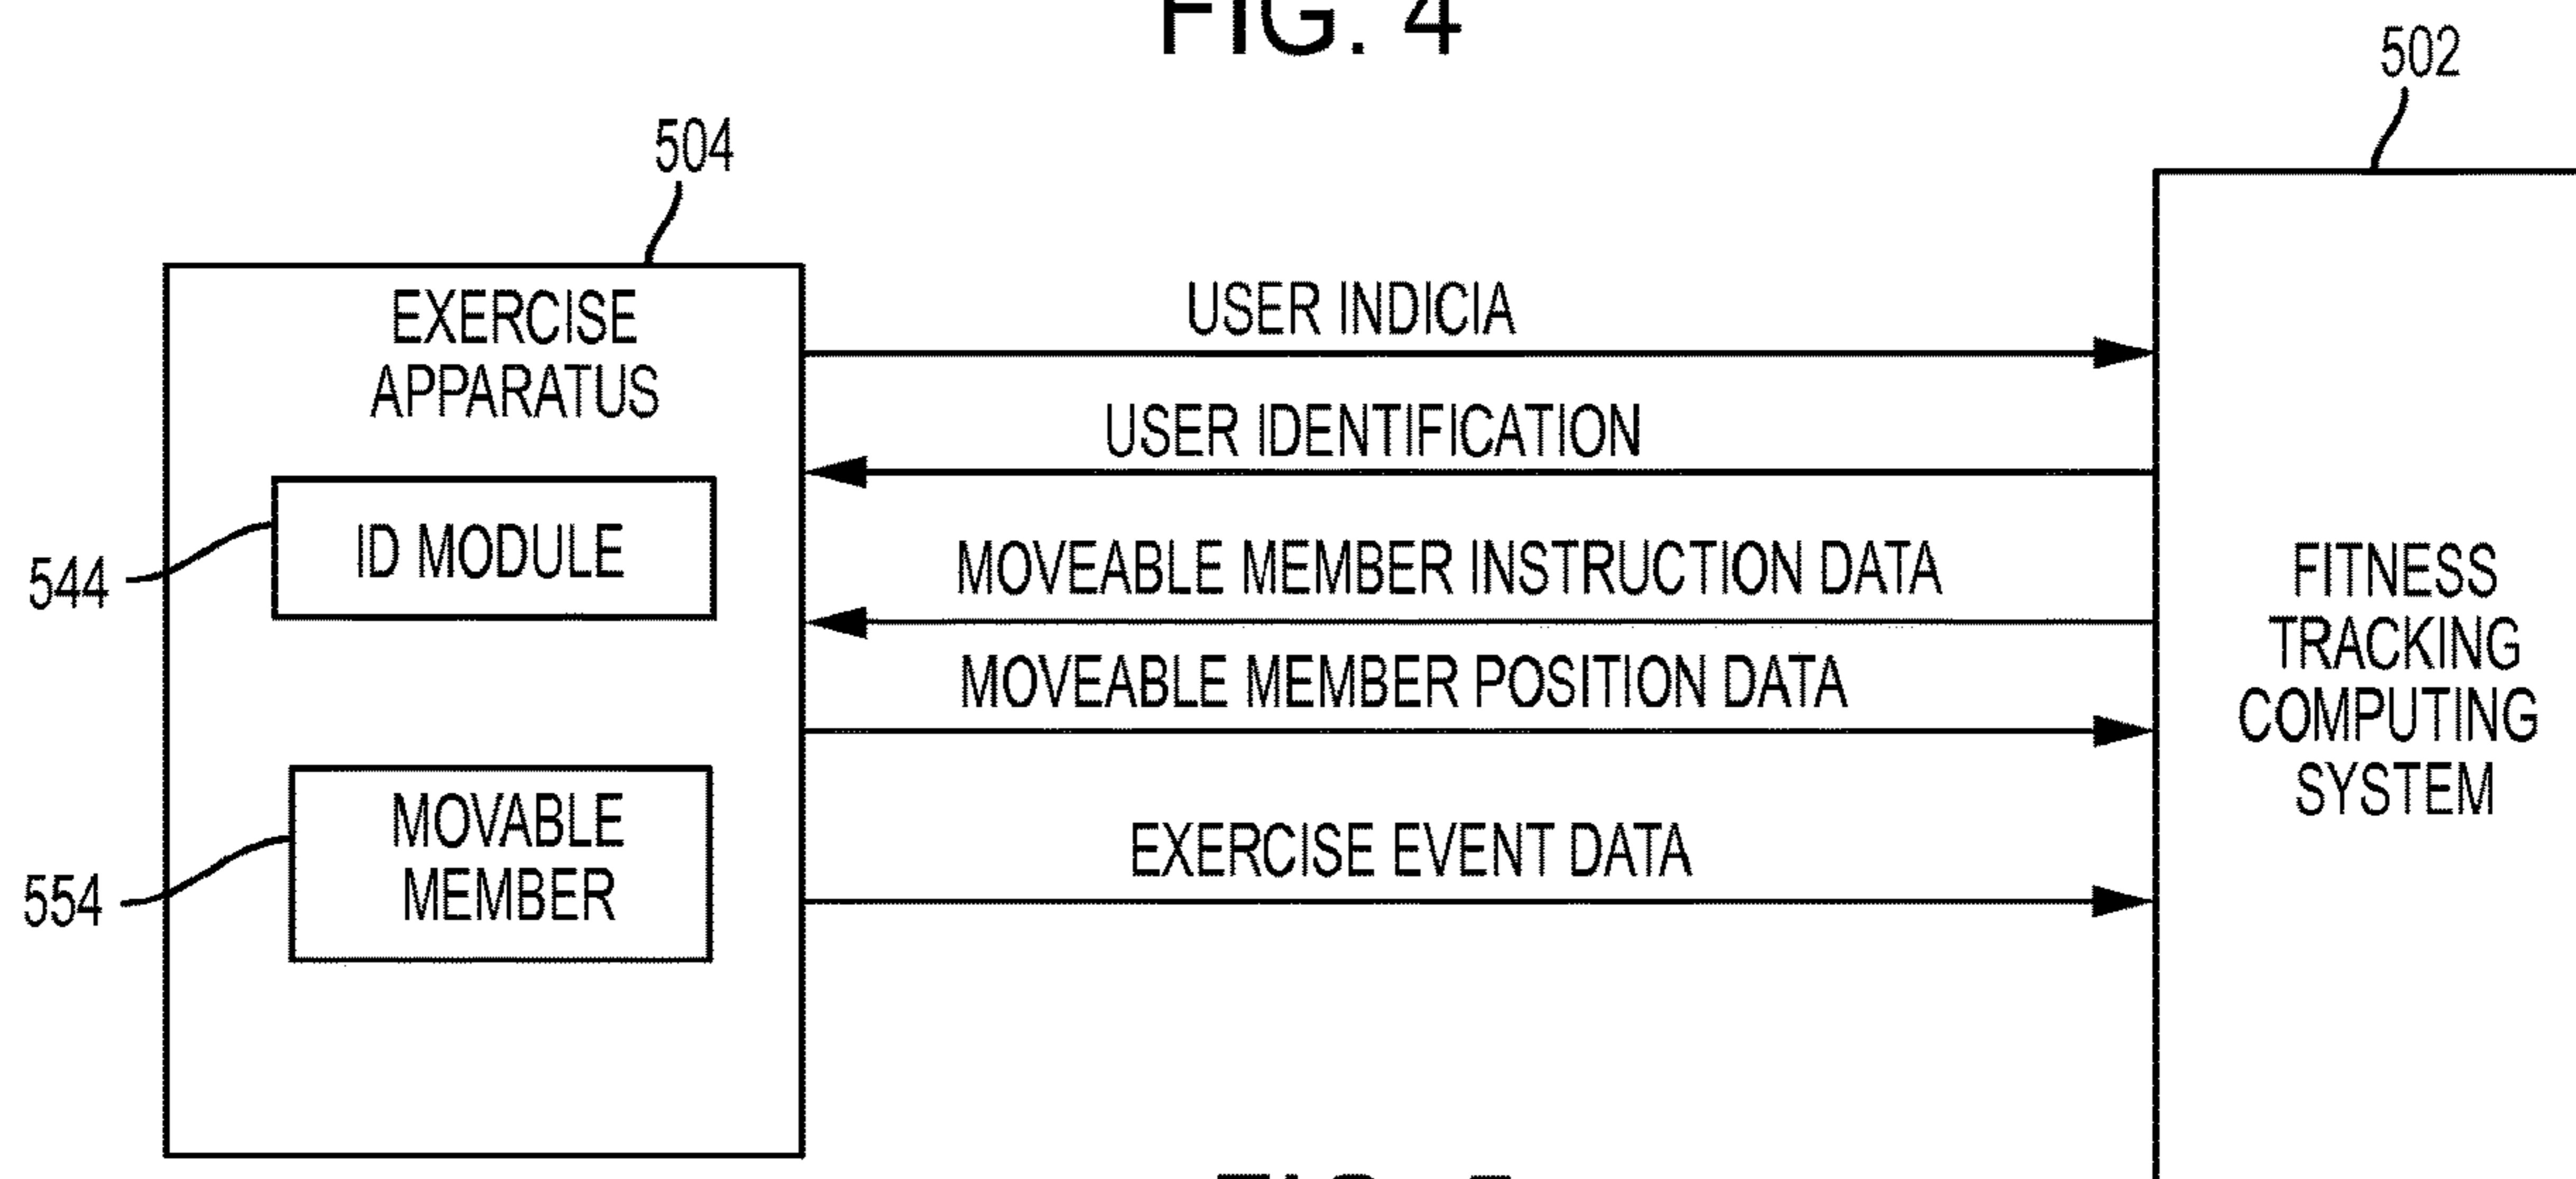 FIG. 4
502
504
EXERCISE
APPARATUS
USER INDICIA
USER IDENTIFICATION
ID MODULE
544
MOVEABLE MEMBER INSTRUCTION DATA
MOVEABLE MEMBER POSITION DATA
FITNESS
TRACKING
COMPUTING
SYSTEM
MOVABLE
MEMBER
554
EXERCISE EVENT DATA